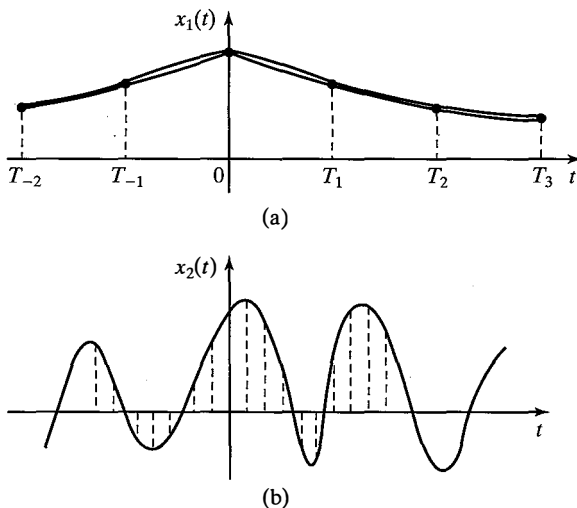 x₁(t)
T₋₂ T₋₁ 0 T₁ T₂ T₃ t
(a)
x₂(t)
t
(b)